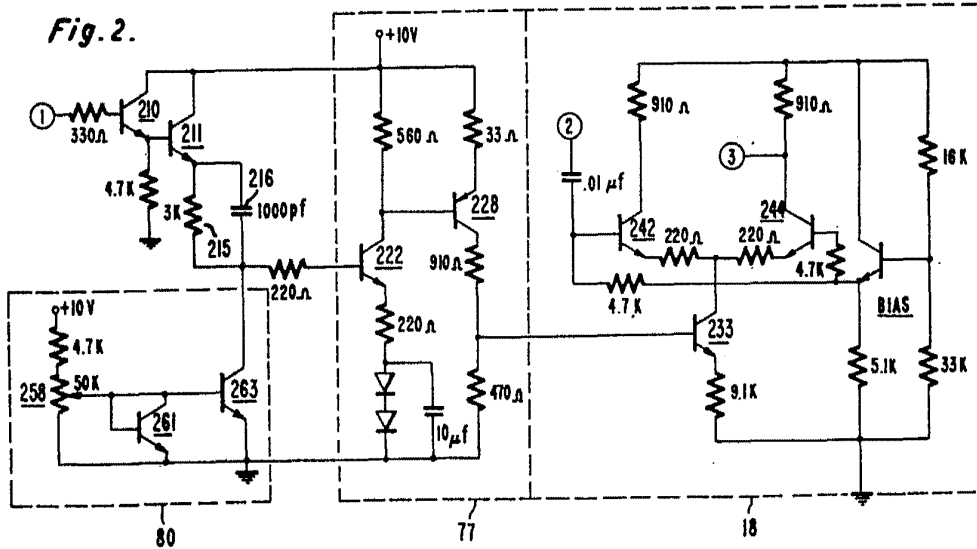 Fig. 2.
+10V
1
330Ω
210
211
4.7K
3K
215
216
1000pf
220Ω
560Ω
33Ω
222
228
910Ω
220Ω
10µf
470Ω
+10V
4.7K
258
50K
261
263
80
77
910Ω
910Ω
2
3
.01 µf
16K
242
244
220Ω
220Ω
4.7K
4.7K
BIAS
233
9.1K
5.1K
33K
18